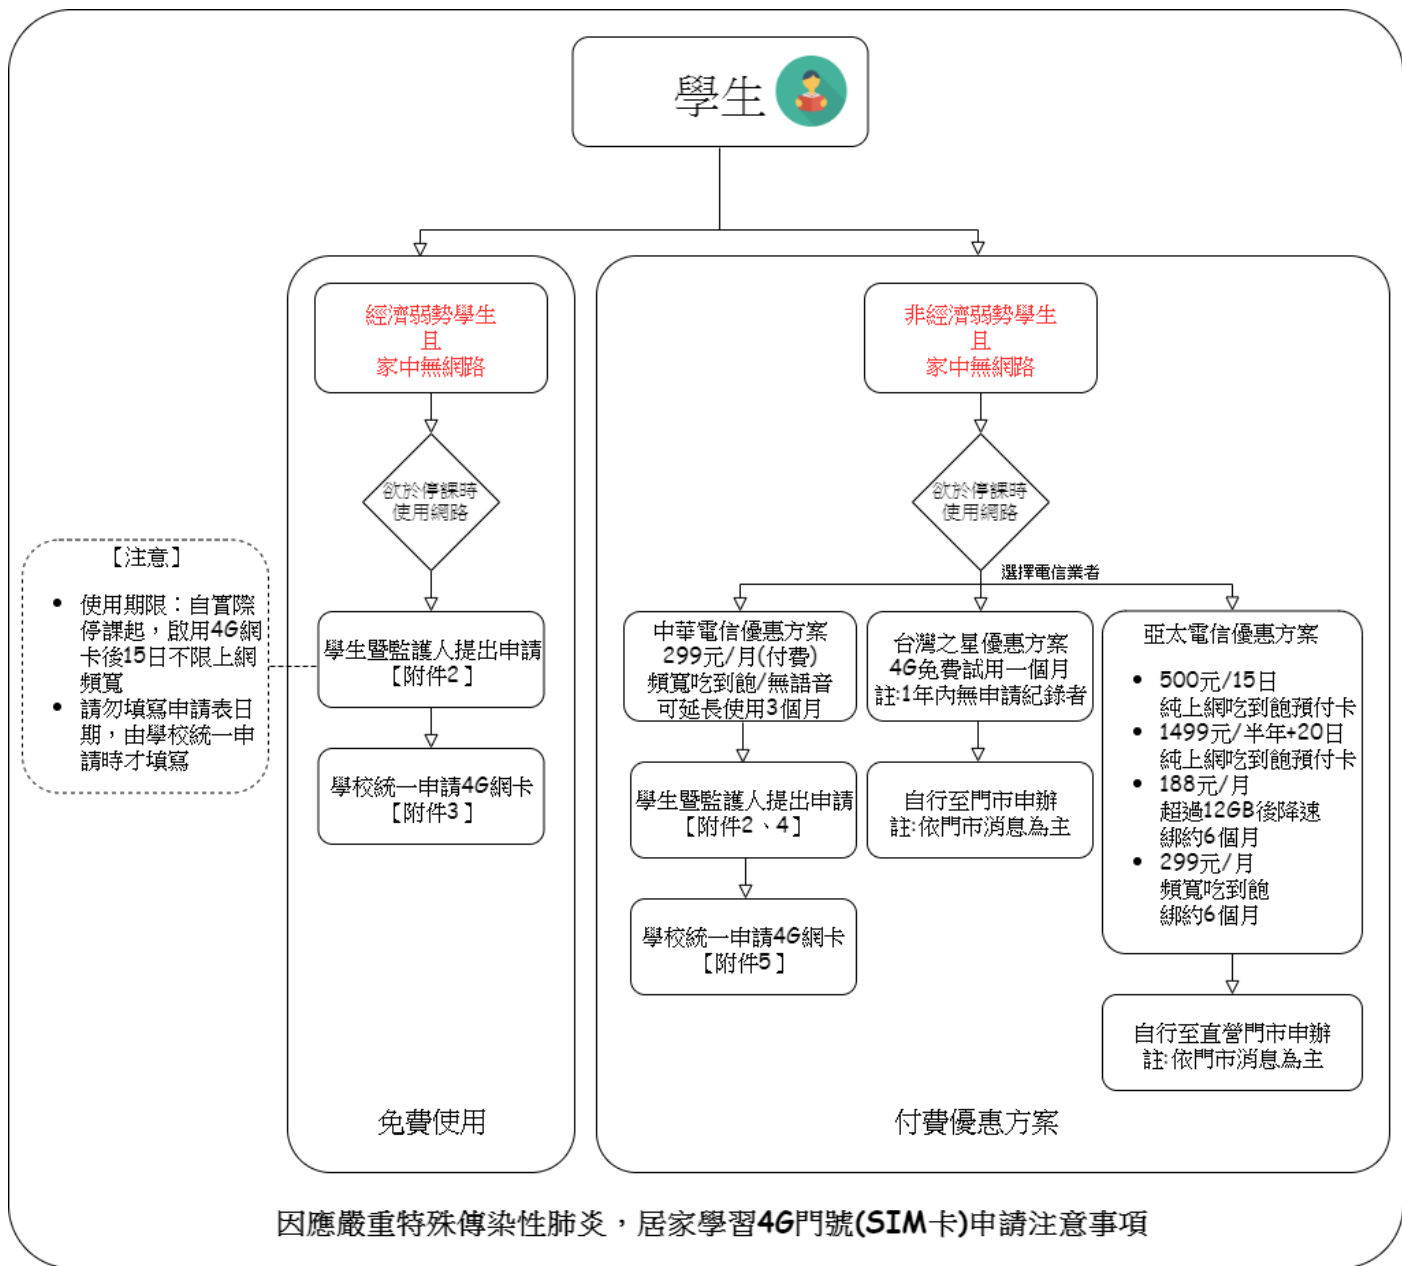 學生
經濟弱勢學生
且
家中無網路
欲於停課時
使用網路
【注意】
• 使用期限：自實際
停課起，啟用4G網
卡後15日不限上網
頻寬
• 請勿填寫申請表日
期，由學校統一申
請時才填寫
學生暨監護人提出申請
【附件2】
學校統一申請4G網卡
【附件3】
免費使用
非經濟弱勢學生
且
家中無網路
欲於停課時
使用網路
選擇電信業者
中華電信優惠方案
299元/月(付費)
頻寬吃到飽/無語音
可延長使用3個月
學生暨監護人提出申請
【附件2、4】
學校統一申請4G網卡
【附件5】
台灣之星優惠方案
4G免費試用一個月
註:1年內無申請紀錄者
自行至門市申辦
註:依門市消息為主
亞太電信優惠方案
• 500元/15日
純上網吃到飽預付卡
• 1499元/半年+20日
純上網吃到飽預付卡
• 188元/月
超過12GB後降速
綁約6個月
• 299元/月
頻寬吃到飽
綁約6個月
自行至直營門市申辦
註:依門市消息為主
付費優惠方案
因應嚴重特殊傳染性肺炎，居家學習4G門號(SIM卡)申請注意事項